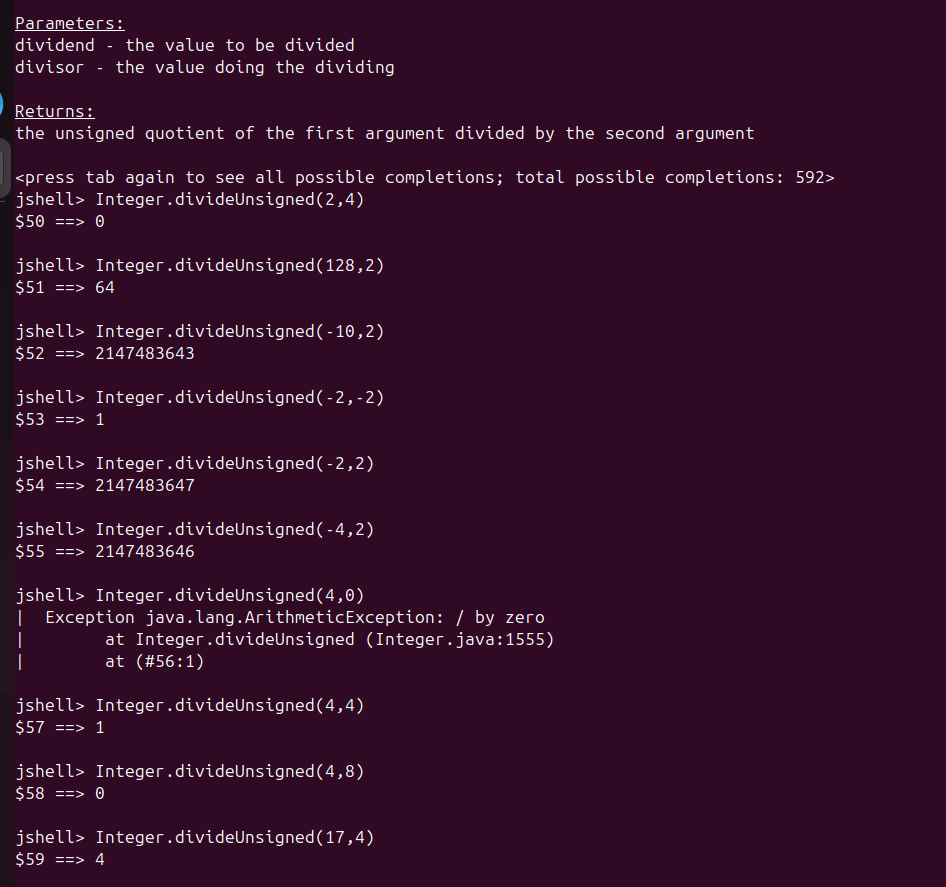 Parameters:
dividend - the value to be divided
divisor - the value doing the dividing
Returns:
the unsigned quotient of the first argument divided by the second argument
<press tab again to see all possible completions; total possible completions: 592>
jshell> Integer.divideUnsigned(2,4)
$50 ==> 0
jshell> Integer.divideUnsigned(128,2)
$51 ==> 64
jshell> Integer.divideUnsigned(-10,2)
$52 ==> 2147483643
jshell> Integer.divideUnsigned(-2,-2)
$53 ==> 1
jshell> Integer.divideUnsigned(-2,2)
$54 ==> 2147483647
jshell> Integer.divideUnsigned(-4,2)
$55 ==> 2147483646
jshell> Integer.divideUnsigned(4,0)
|  Exception java.lang.ArithmeticException: / by zero
|        at Integer.divideUnsigned (Integer.java:1555)
|        at (#56:1)
jshell> Integer.divideUnsigned(4,4)
$57 ==> 1
jshell> Integer.divideUnsigned(4,8)
$58 ==> 0
jshell> Integer.divideUnsigned(17,4)
$59 ==> 4